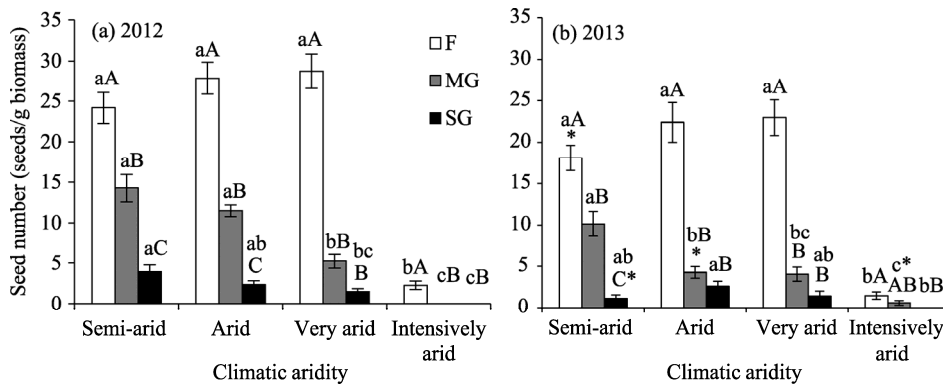 (a) 2012
F
MG
SG
Seed number (seeds/g biomass)
35
30
25
20
15
10
5
0
aA
aB
aC
aA
aB
ab
C
aA
bB
bc
B
bA
cB
cB
Semi-arid
Arid
Very arid
Intensively
arid
Climatic aridity
(b) 2013
35
30
25
20
15
10
5
0
aA
*
aB
ab
C*
aA
bB
*
aB
aA
bc
B
ab
B
bA
c*
AB
bB
Semi-arid
Arid
Very arid
Intensively
arid
Climatic aridity